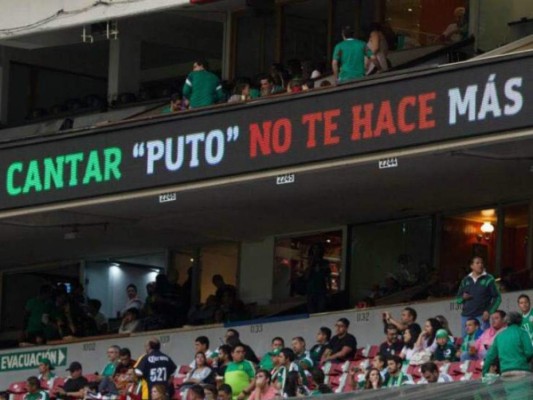 CANTAR "PUTO" NO TE HACE MÁS
EVACUACIÓN